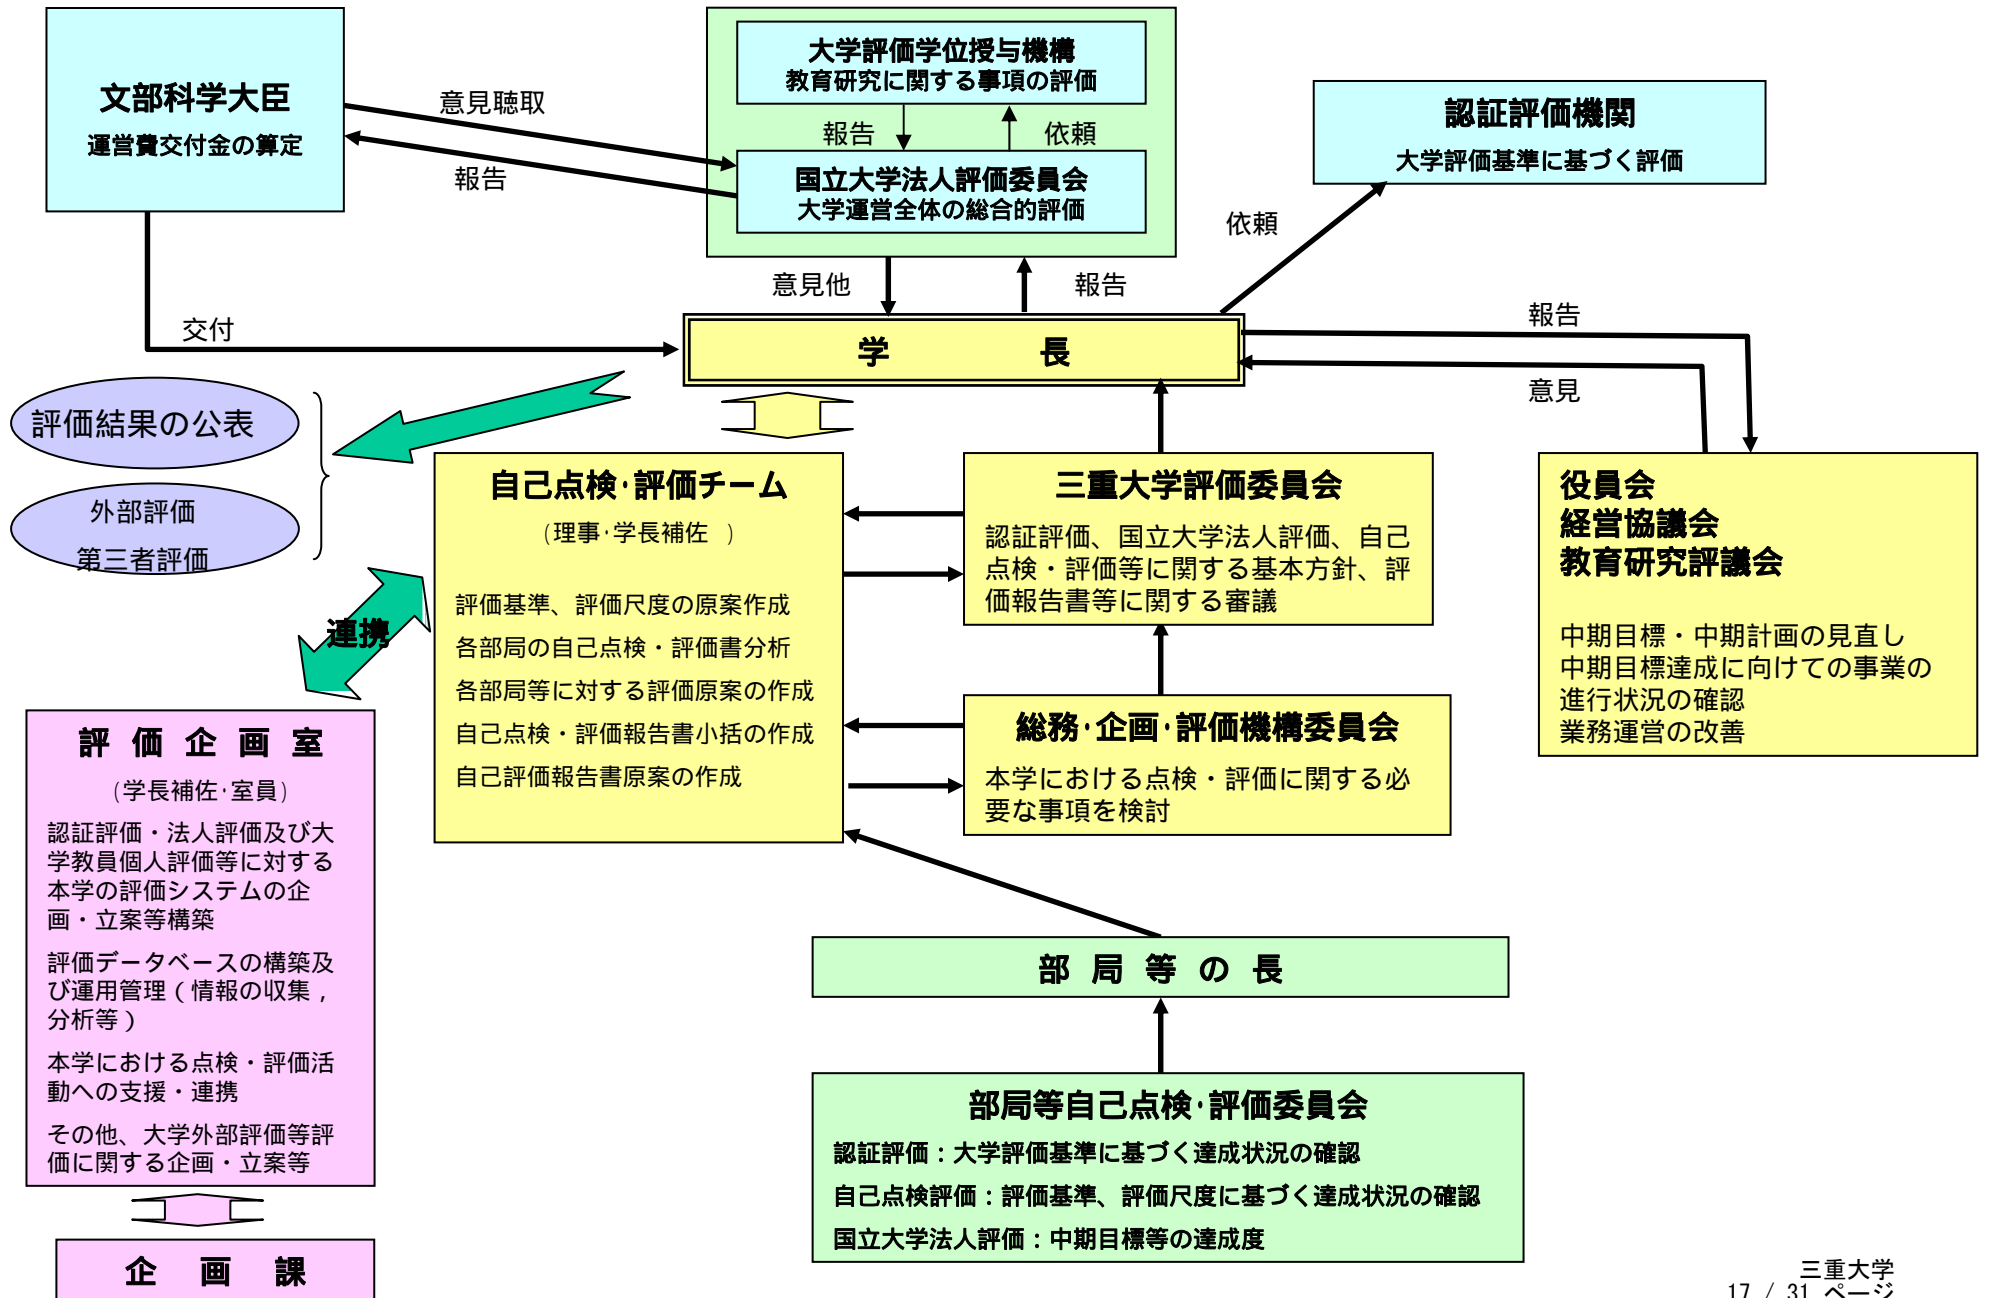 文部科学大臣
運営費交付金の算定
意見聴取
報告
大学評価学位授与機構
教育研究に関する事項の評価
報告
依頼
国立大学法人評価委員会
大学運営全体の総合的評価
認証評価機関
大学評価基準に基づく評価
依頼
意見他
報告
交付
学 長
報告
意見
評価結果の公表
外部評価
第三者評価
連携
自己点検・評価チーム
(理事・学長補佐 )
評価基準、評価尺度の原案作成
各部局の自己点検・評価書分析
各部局等に対する評価原案の作成
自己点検・評価報告書小括の作成
自己評価報告書原案の作成
三重大学評価委員会
認証評価、国立大学法人評価、自己
点検・評価等に関する基本方針、評
価報告書等に関する審議
総務・企画・評価機構委員会
本学における点検・評価に関する必
要な事項を検討
役員会
経営協議会
教育研究評議会
中期目標・中期計画の見直し
中期目標達成に向けての事業の
進行状況の確認
業務運営の改善
評 価 企 画 室
(学長補佐・室員)
認証評価・法人評価及び大
学教員個人評価等に対する
本学の評価システムの企
画・立案等構築
評価データベースの構築及
び運用管理(情報の収集,
分析等)
本学における点検・評価活
動への支援・連携
その他、大学外部評価等評
価に関する企画・立案等
企 画 課
部 局 等 の 長
部局等自己点検・評価委員会
認証評価:大学評価基準に基づく達成状況の確認
自己点検評価:評価基準、評価尺度に基づく達成状況の確認
国立大学法人評価:中期目標等の達成度
三重大学
17 / 31 ページ